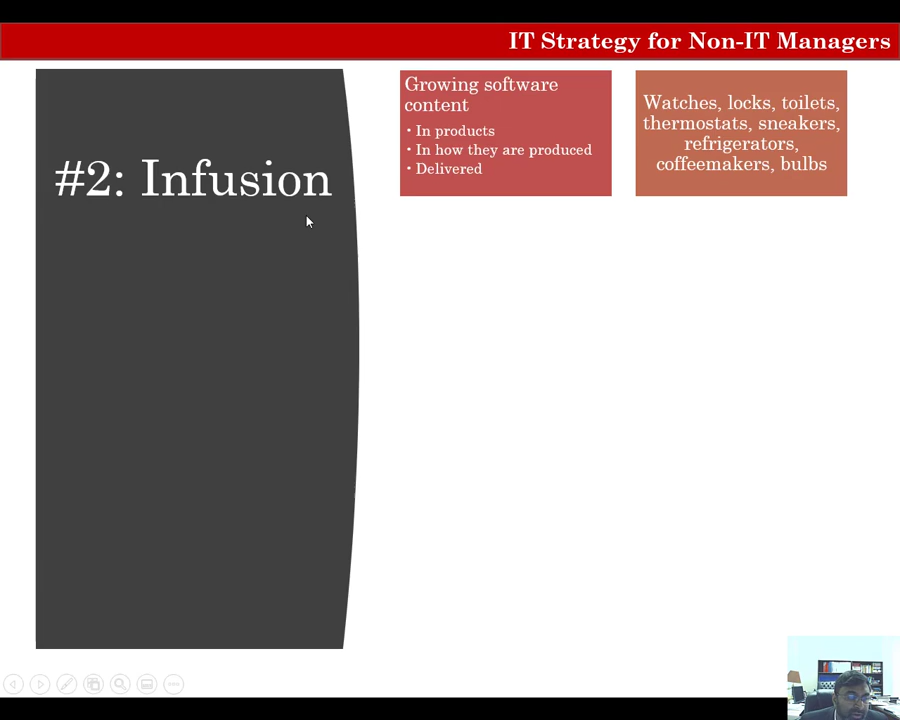 IT Strategy for Non-IT Managers
#2: Infusion
Growing software
content
• In products
• In how they are produced
• Delivered
Watches, locks, toilets,
thermostats, sneakers,
refrigerators,
coffeemakers, bulbs